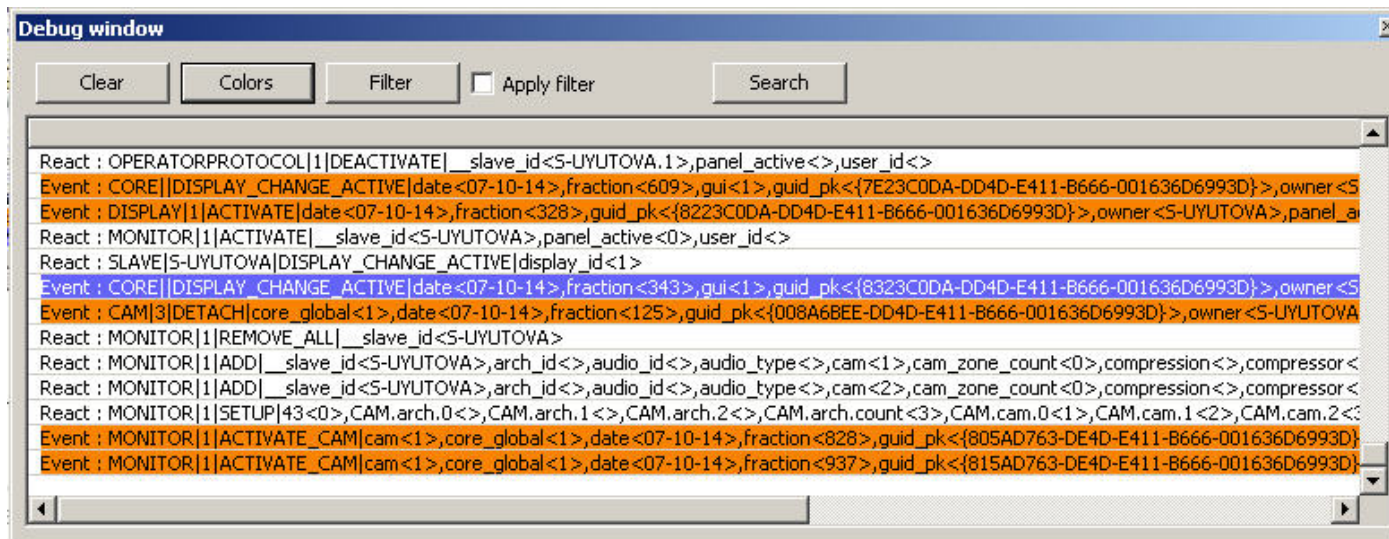 Debug window
Clear Colors Filter Apply filter Search
React : OPERATORPROTOCOL|1|DEACTIVATE|__slave_id<S-UYUTOVA.1>,panel_active<>,user_id<>
Event : CORE||DISPLAY_CHANGE_ACTIVE|date<07-10-14>,fraction<609>,gui<1>,guid_pk<{7E23C0DA-DD4D-E411-B666-001636D6993D}>,owner<S
Event : DISPLAY|1|ACTIVATE|date<07-10-14>,fraction<328>,guid_pk<{8223C0DA-DD4D-E411-B666-001636D6993D}>,owner<S-UYUTOVA>,panel_a
React : MONITOR|1|ACTIVATE|__slave_id<S-UYUTOVA>,panel_active<0>,user_id<>
React : SLAVE|S-UYUTOVA|DISPLAY_CHANGE_ACTIVE|display_id<1>
Event : CORE||DISPLAY_CHANGE_ACTIVE|date<07-10-14>,fraction<343>,gui<1>,guid_pk<{8323C0DA-DD4D-E411-B666-001636D6993D}>,owner<S
Event : CAM|3|DETACH|core_global<1>,date<07-10-14>,fraction<125>,guid_pk<{008A6BEE-DD4D-E411-B666-001636D6993D}>,owner<S-UYUTOVA
React : MONITOR|1|REMOVE_ALL|__slave_id<S-UYUTOVA>
React : MONITOR|1|ADD|__slave_id<S-UYUTOVA>,arch_id<>,audio_id<>,audio_type<>,cam<1>,cam_zone_count<0>,compression<>,compressor<
React : MONITOR|1|ADD|__slave_id<S-UYUTOVA>,arch_id<>,audio_id<>,audio_type<>,cam<2>,cam_zone_count<0>,compression<>,compressor<
React : MONITOR|1|SETUP|43<0>,CAM.arch.0<>,CAM.arch.1<>,CAM.arch.2<>,CAM.arch.count<3>,CAM.cam.0<1>,CAM.cam.1<2>,CAM.cam.2<3
Event : MONITOR|1|ACTIVATE_CAM|cam<1>,core_global<1>,date<07-10-14>,fraction<828>,guid_pk<{805AD763-DE4D-E411-B666-001636D6993D}
Event : MONITOR|1|ACTIVATE_CAM|cam<1>,core_global<1>,date<07-10-14>,fraction<937>,guid_pk<{815AD763-DE4D-E411-B666-001636D6993D}